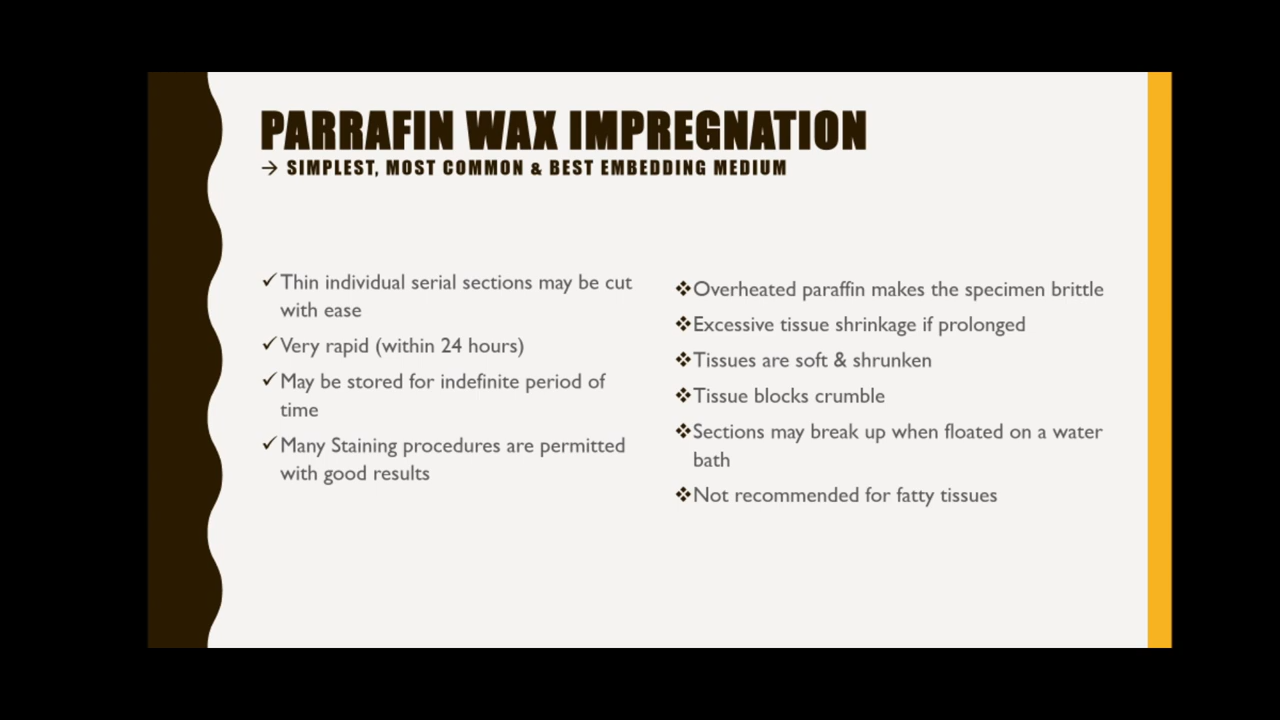 PARRAFIN WAX IMPREGNATION
→ SIMPLEST, MOST COMMON & BEST EMBEDDING MEDIUM
✓Thin individual serial sections may be cut
with ease
✓Very rapid (within 24 hours)
✓May be stored for indefinite period of
time
✓Many Staining procedures are permitted
with good results
❖Overheated paraffin makes the specimen brittle
❖Excessive tissue shrinkage if prolonged
❖Tissues are soft & shrunken
❖Tissue blocks crumble
❖Sections may break up when floated on a water
bath
❖Not recommended for fatty tissues